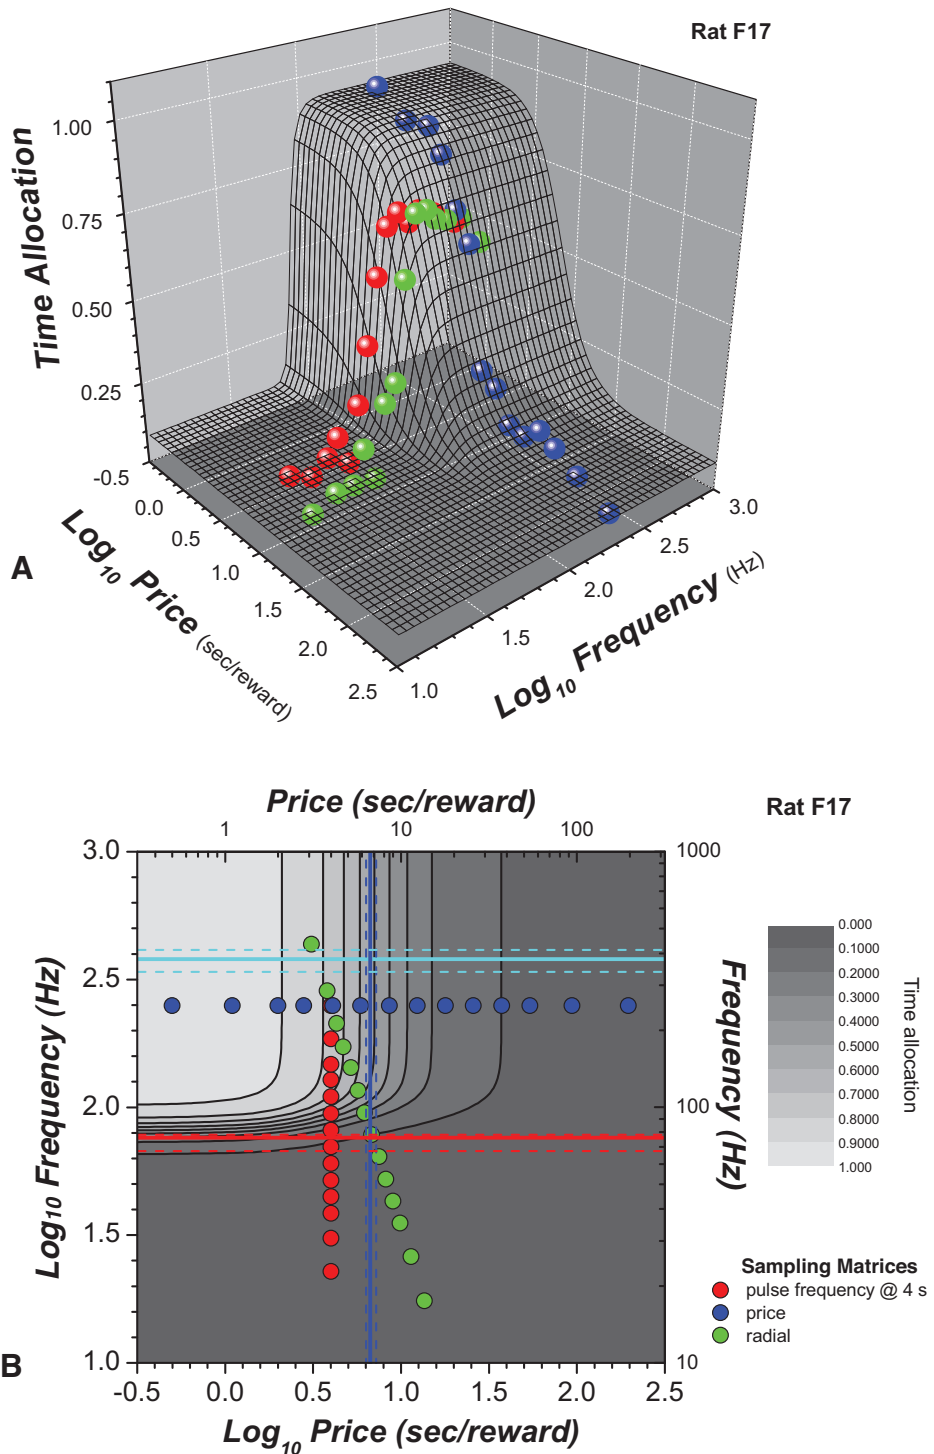 Rat F17
Time Allocation
1.00
0.75
0.50
0.25
-0.5
0.0
0.5
1.0
1.5
2.0
2.5
Log10 Price (sec/reward)
3.0
2.5
2.0
1.5
1.0
Log10 Frequency (Hz)
A
Price (sec/reward)
Rat F17
1 10 100
3.0
2.5
2.0
1.5
1.0
Log10 Frequency (Hz)
1000
100
10
Frequency (Hz)
0.000
0.1000
0.2000
0.3000
0.4000
0.5000
0.6000
0.7000
0.8000
0.9000
1.000
Time allocation
Sampling Matrices
pulse frequency @ 4 s
price
radial
B
-0.5 0.0 0.5 1.0 1.5 2.0 2.5
Log10 Price (sec/reward)